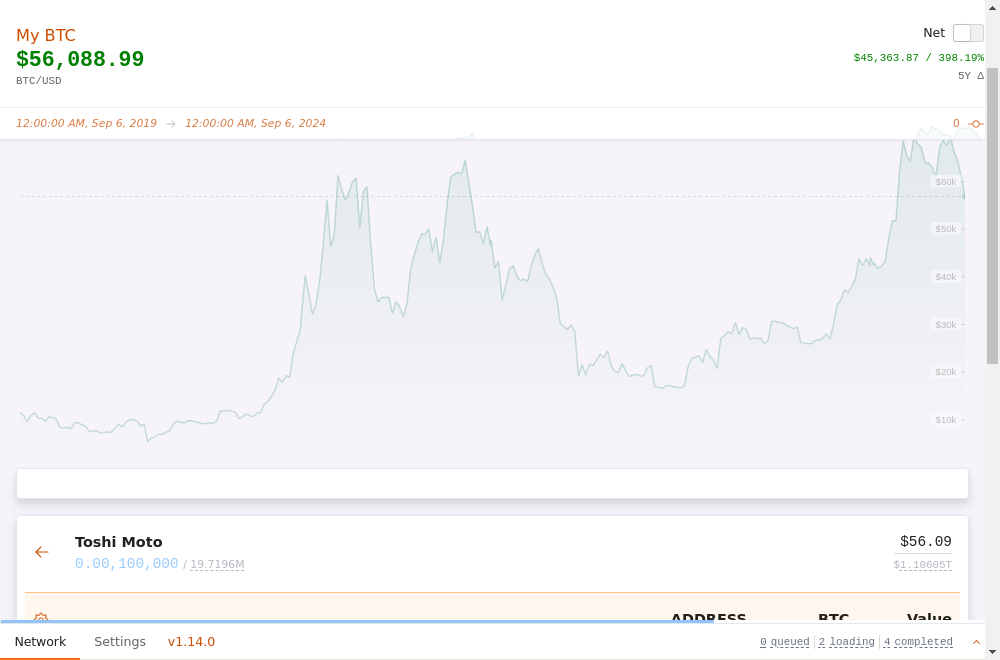 My BTC
Net
$56,088.99
$45,363.87 / 398.19%
BTC/USD
5Y Δ
12:00:00 AM, Sep 6, 2019 → 12:00:00 AM, Sep 6, 2024
0
$60k
$50k
$40k
$30k
$20k
$10k
Toshi Moto
$56.09
0.00,100,000 / 19.7196M
$1.10605T
ADDRESS BTC Value
Network Settings v1.14.0
0 queued 2 loading 4 completed